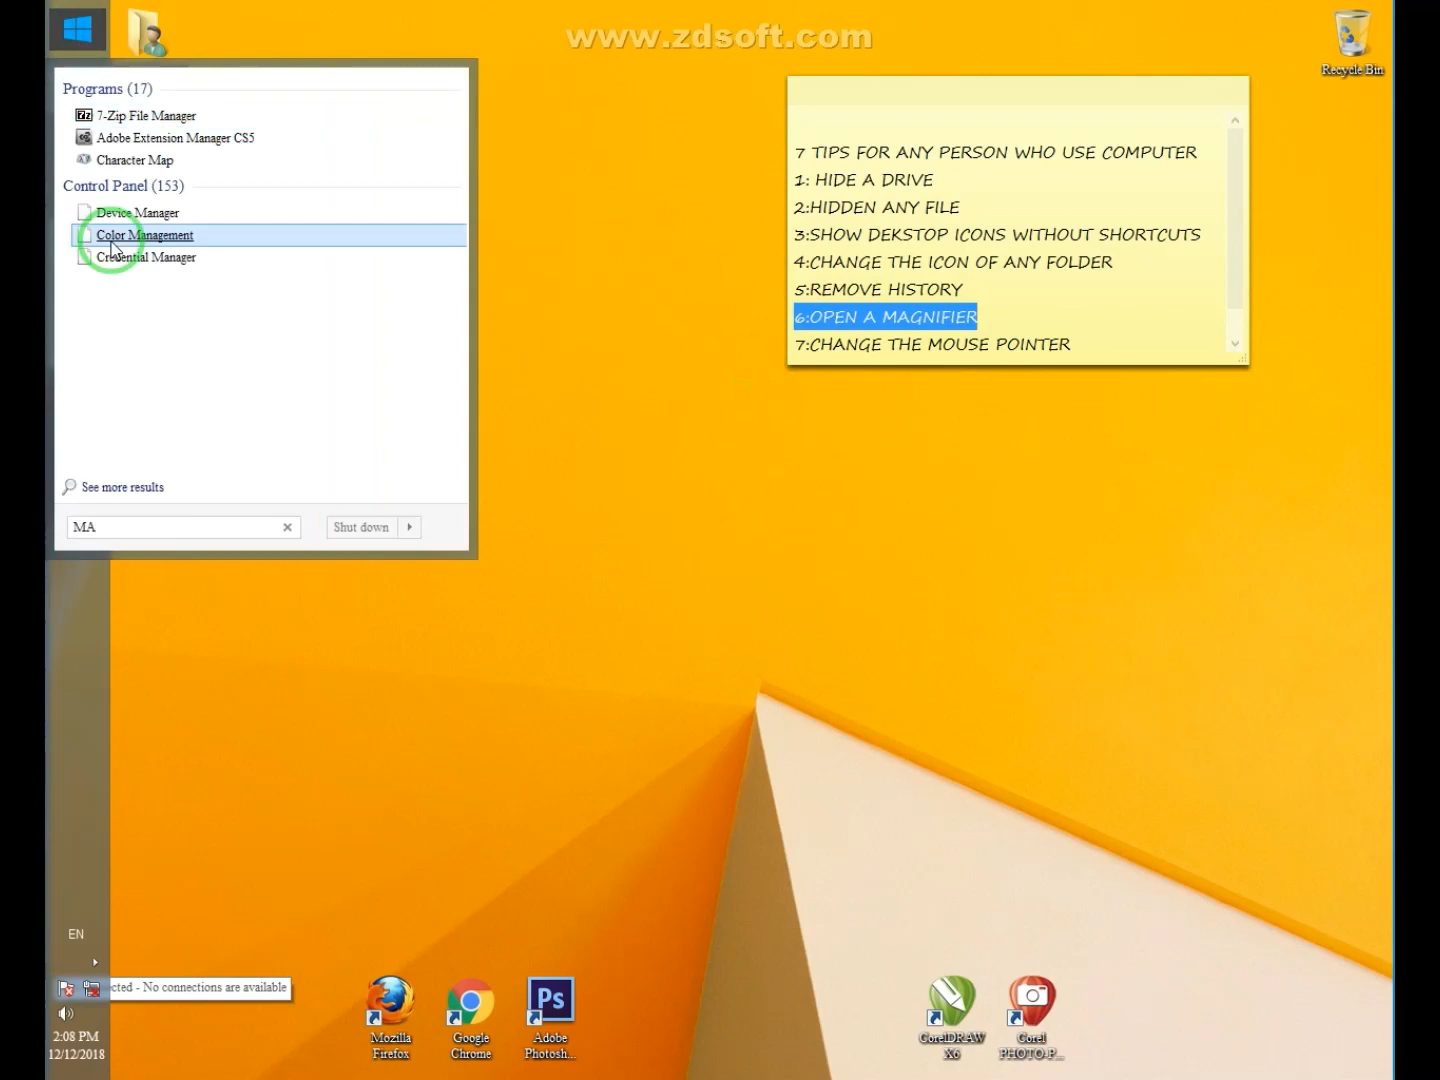 www.zdsoft.com
Recycle Bin
Programs (17)
7-Zip File Manager
Adobe Extension Manager CS5
Character Map
Control Panel (153)
Device Manager
Color Management
Credential Manager
See more results
MA
Shut down
7 TIPS FOR ANY PERSON WHO USE COMPUTER
1: HIDE A DRIVE
2:HIDDEN ANY FILE
3:SHOW DEKSTOP ICONS WITHOUT SHORTCUTS
4:CHANGE THE ICON OF ANY FOLDER
5:REMOVE HISTORY
6:OPEN A MAGNIFIER
7:CHANGE THE MOUSE POINTER
EN
ected - No connections are available
2:08 PM
12/12/2018
Mozilla
Firefox
Google
Chrome
Ps
Adobe
Photosh...
CorelDRAW
X6
Corel
PHOTO-P...